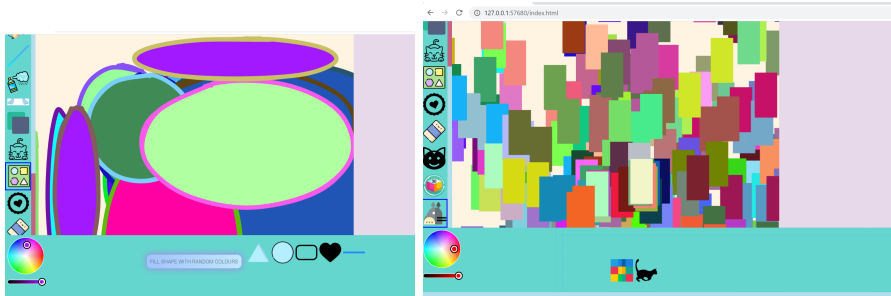 127.0.0.1:57680/index.html
FILL SHAPE WITH RANDOM COLOURS